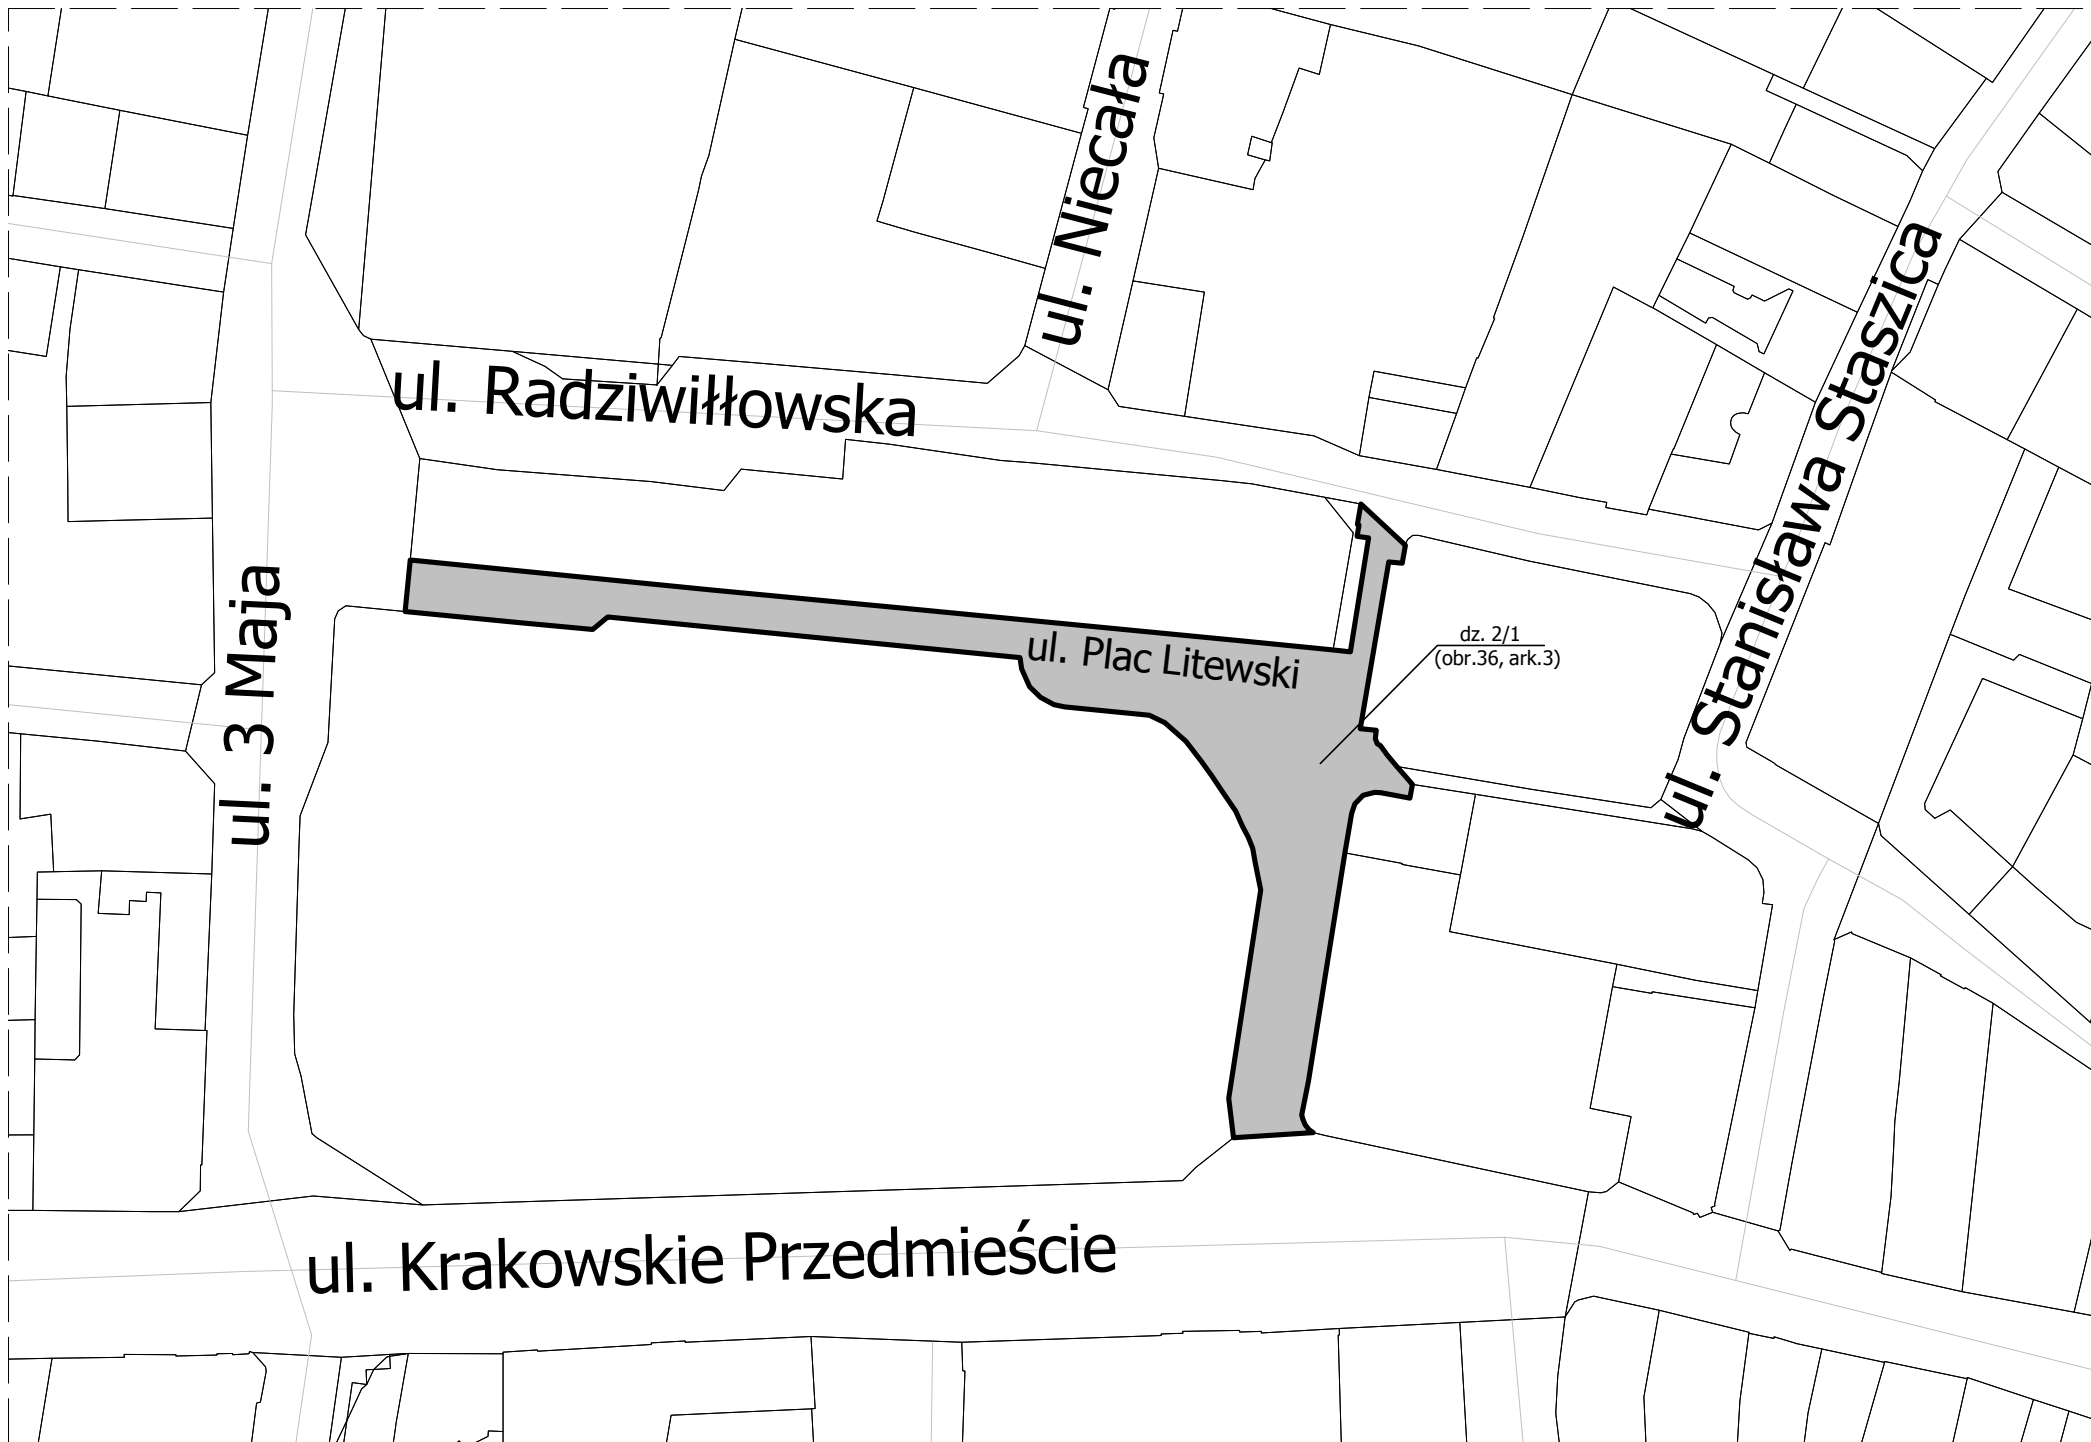 ul. Niecała
ul. Stanisława Staszica
ul. Radziwiłłowska
ul. 3 Maja
ul. Plac Litewski
dz. 2/1
(obr.36, ark.3)
ul. Krakowskie Przedmieście